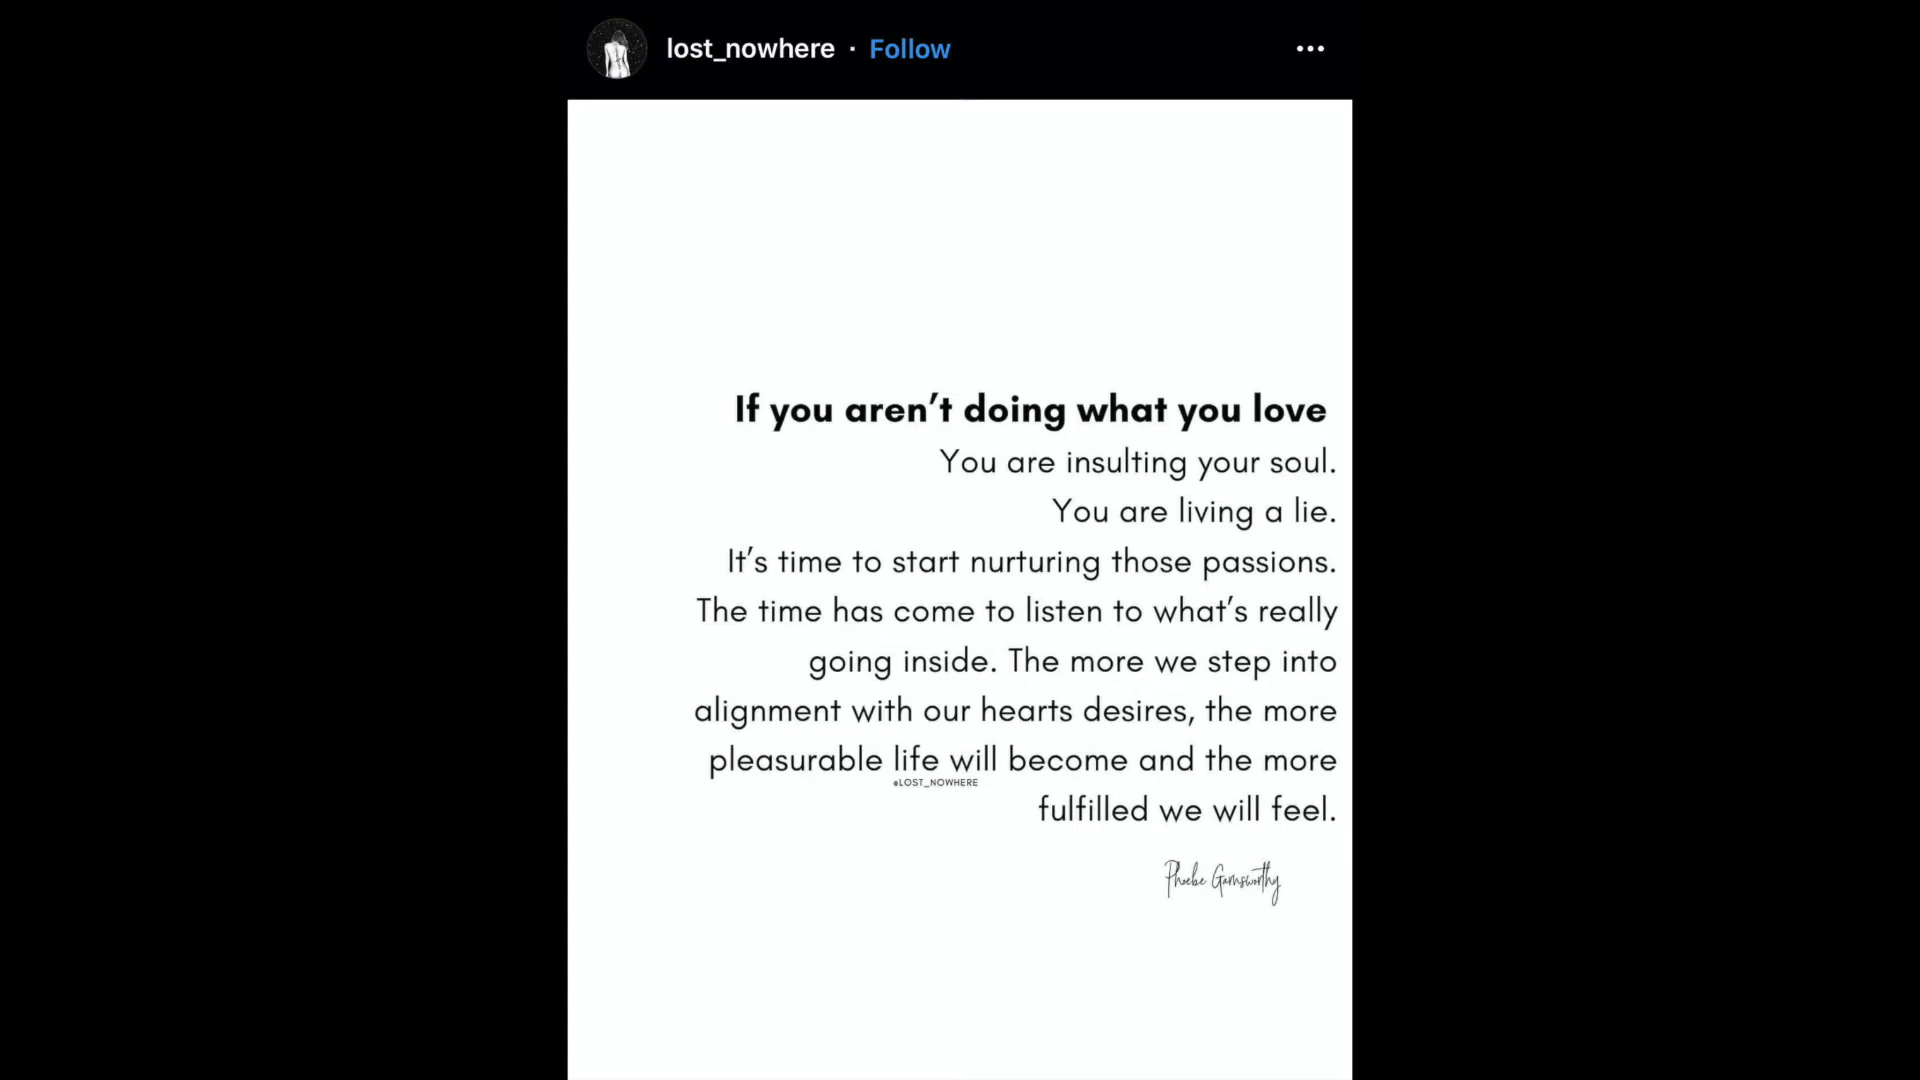 lost_nowhere · Follow
If you aren’t doing what you love
You are insulting your soul.
You are living a lie.
It’s time to start nurturing those passions.
The time has come to listen to what’s really
going inside. The more we step into
alignment with our hearts desires, the more
pleasurable life will become and the more
@LOST_NOWHERE
fulfilled we will feel.
Phoebe Garnsworthy